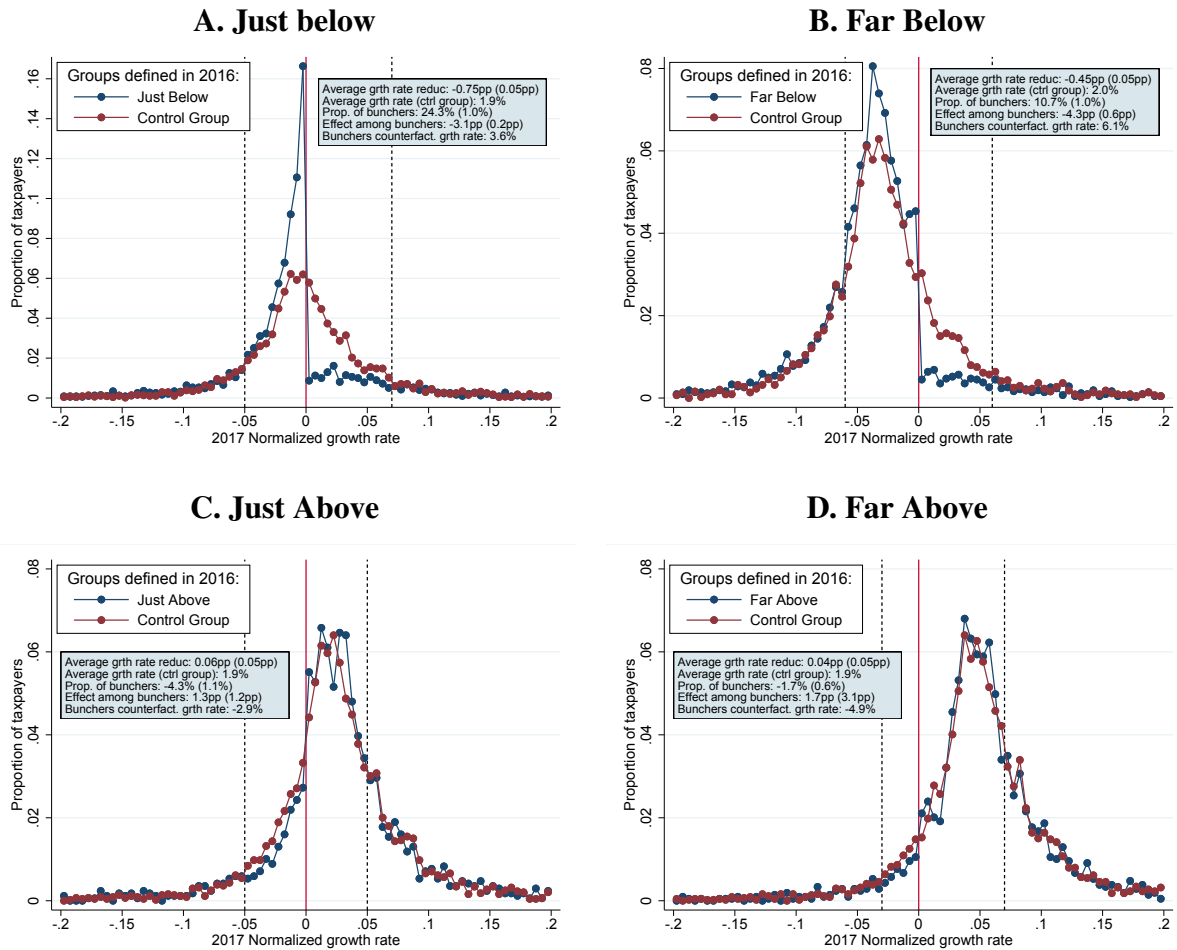 A. Just below
Proportion of taxpayers
0 .02 .04 .06 .08 .1 .12 .14 .16
Groups defined in 2016:
Just Below
Control Group
Average grth rate reduc: -0.75pp (0.05pp)
Average grth rate (ctrl group): 1.9%
Prop. of bunchers: 24.3% (1.0%)
Effect among bunchers: -3.1pp (0.2pp)
Bunchers counterfact. grth rate: 3.6%
-.2 -.15 -.1 -.05 0 .05 .1 .15 .2
2017 Normalized growth rate
B. Far Below
Proportion of taxpayers
0 .02 .04 .06 .08
Groups defined in 2016:
Far Below
Control Group
Average grth rate reduc: -0.45pp (0.05pp)
Average grth rate (ctrl group): 2.0%
Prop. of bunchers: 10.7% (1.0%)
Effect among bunchers: -4.3pp (0.6pp)
Bunchers counterfact. grth rate: 6.1%
-.2 -.15 -.1 -.05 0 .05 .1 .15 .2
2017 Normalized growth rate
C. Just Above
Proportion of taxpayers
0 .02 .04 .06 .08
Groups defined in 2016:
Just Above
Control Group
Average grth rate reduc: 0.06pp (0.05pp)
Average grth rate (ctrl group): 1.9%
Prop. of bunchers: -4.3% (1.1%)
Effect among bunchers: 1.3pp (1.2pp)
Bunchers counterfact. grth rate: -2.9%
-.2 -.15 -.1 -.05 0 .05 .1 .15 .2
2017 Normalized growth rate
D. Far Above
Proportion of taxpayers
0 .02 .04 .06 .08
Groups defined in 2016:
Far Above
Control Group
Average grth rate reduc: 0.04pp (0.05pp)
Average grth rate (ctrl group): 1.9%
Prop. of bunchers: -1.7% (0.6%)
Effect among bunchers: 1.7pp (3.1pp)
Bunchers counterfact. grth rate: -4.9%
-.2 -.15 -.1 -.05 0 .05 .1 .15 .2
2017 Normalized growth rate